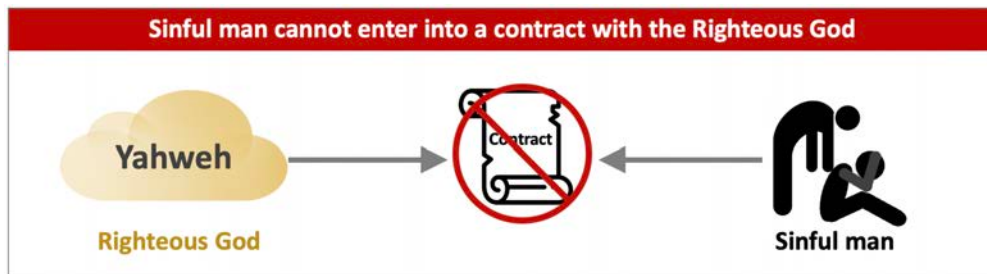 Sinful man cannot enter into a contract with the Righteous God
Yahweh
Contract
Righteous God
Sinful man